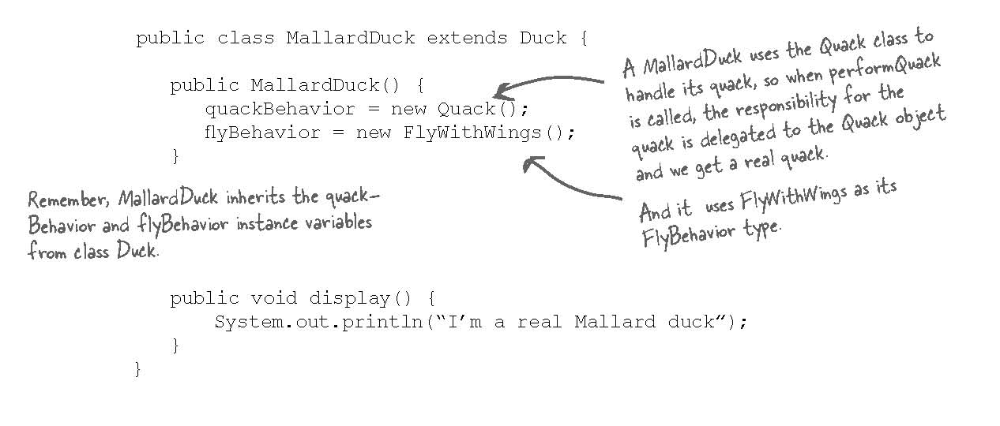 public class MallardDuck extends Duck {
public MallardDuck() {
quackBehavior = new Quack();
flyBehavior = new FlyWithWings();
}
A MallardDuck uses the Quack class to
handle its quack, so when performQuack
is called, the responsibility for the
quack is delegated to the Quack object
and we get a real quack.
And it uses FlyWithWings as its
FlyBehavior type.
Remember, MallardDuck inherits the quack-
Behavior and flyBehavior instance variables
from class Duck.
public void display() {
System.out.println(“I’m a real Mallard duck”);
}
}